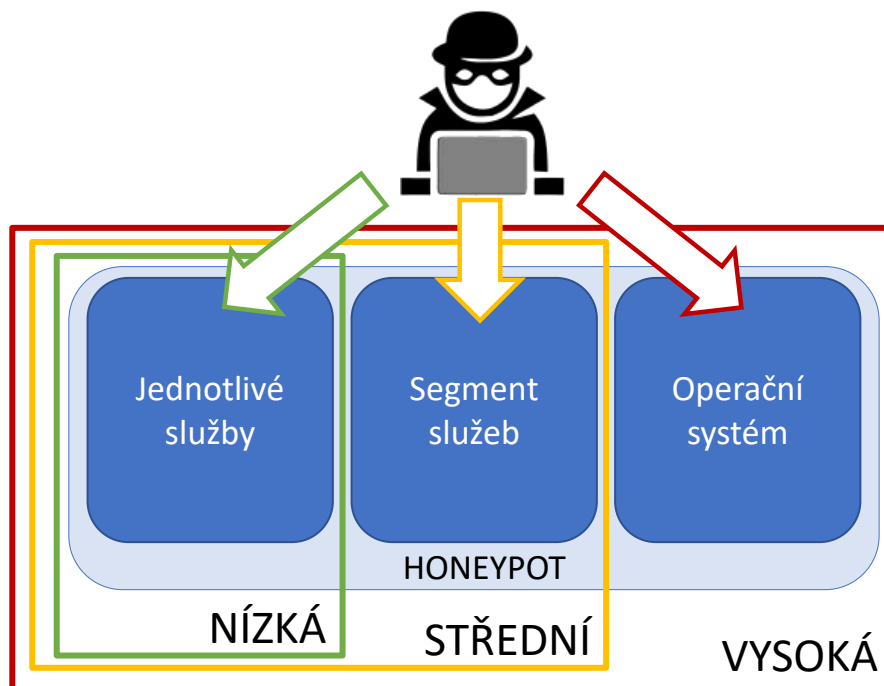 Jednotlivé
služby
Segment
služeb
Operační
systém
HONEYPOT
NÍZKÁ
STŘEDNÍ
VYSOKÁ